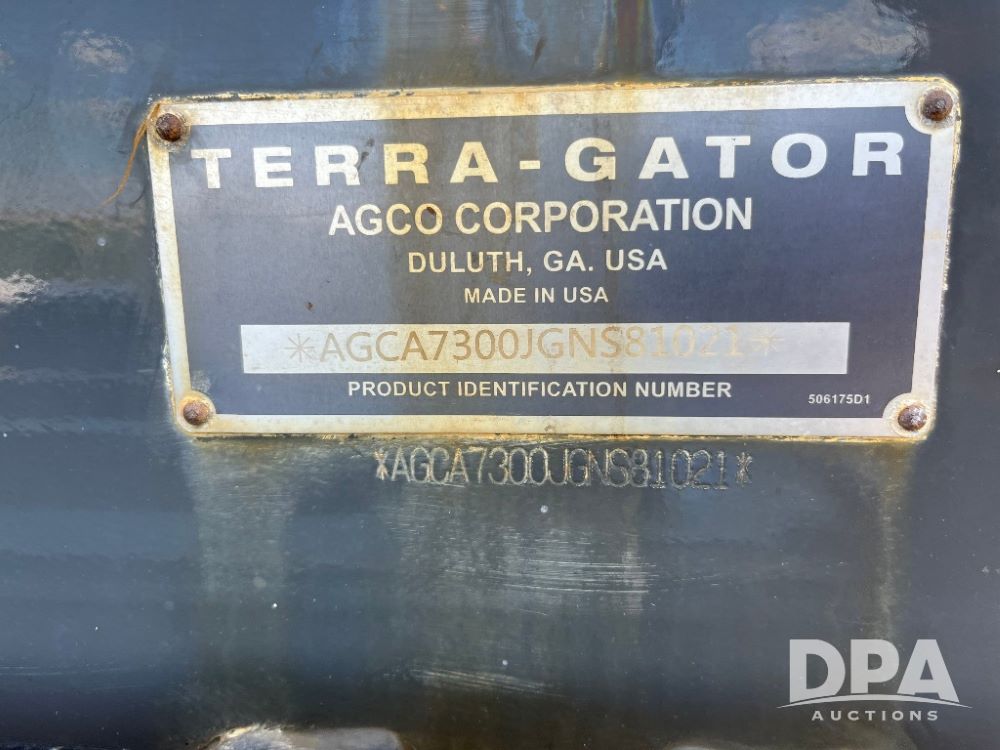 TERRA-GATOR
AGCO CORPORATION
DULUTH, GA. USA
MADE IN USA
*AGCA7300JGNS81021*
PRODUCT IDENTIFICATION NUMBER
506175D1
*AGCA7300JGNS81021*
DPA
AUCTIONS